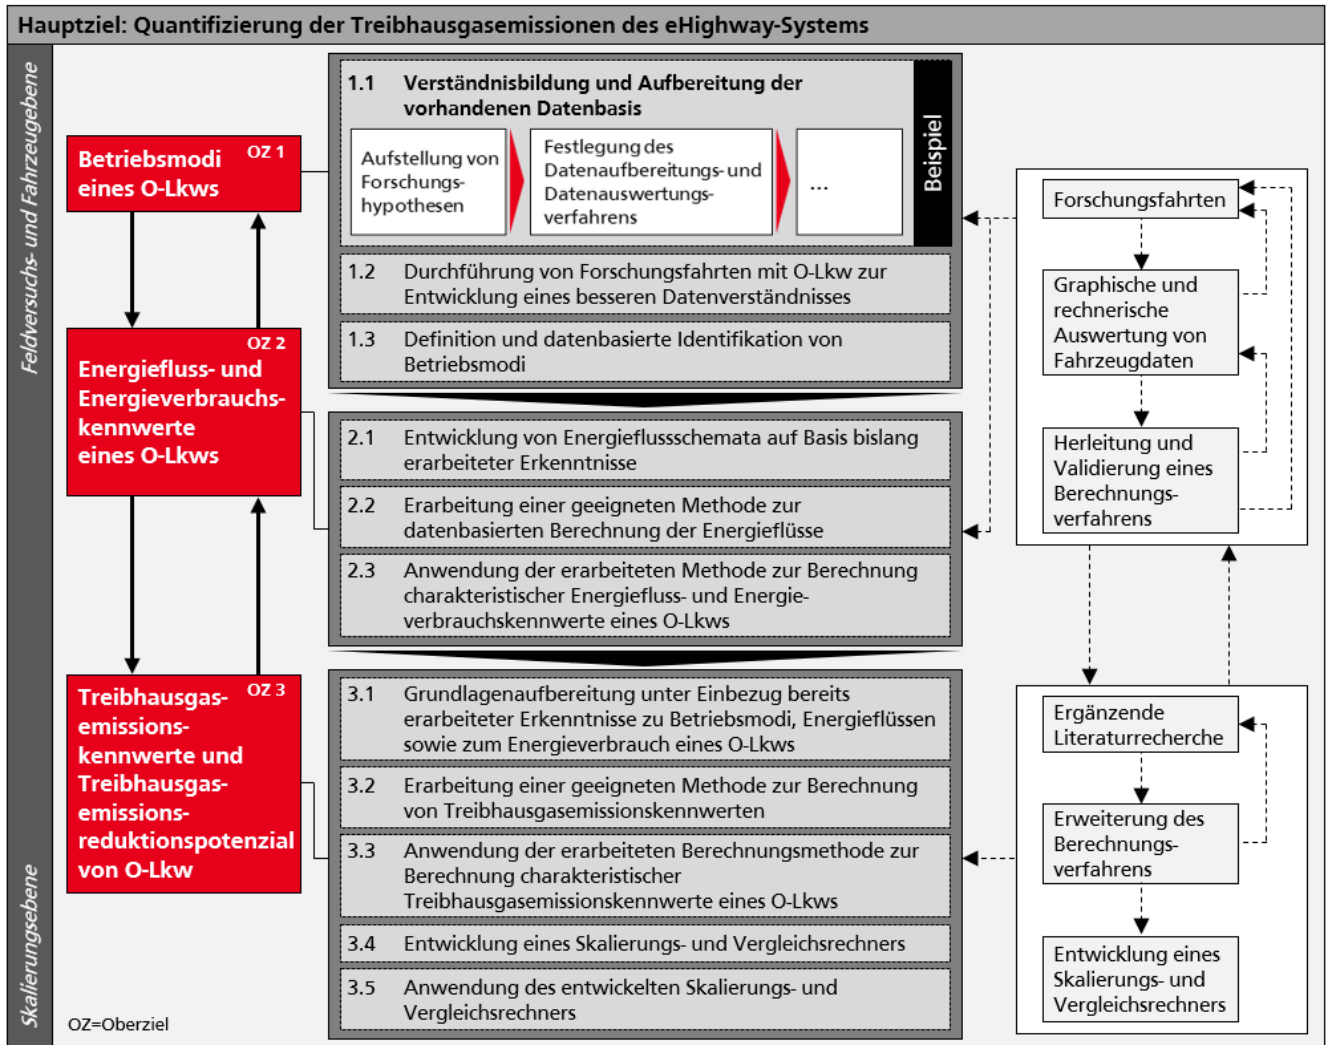 Hauptziel: Quantifizierung der Treibhausgasemissionen des eHighway-Systems
Feldversuchs- und Fahrzeugebene
Skalierungsebene
Betriebsmodi
eines O-Lkws
OZ 1
OZ 2
Energiefluss- und
Energieverbrauchs-
kennwerte
eines O-Lkws
OZ 3
Treibhausgas-
emissions-
kennwerte und
Treibhausgas-
emissions-
reduktionspotenzial
von O-Lkw
OZ=Oberziel
1.1 Verständnisbildung und Aufbereitung der
vorhandenen Datenbasis
Aufstellung von
Forschungs-
hypothesen
Festlegung des
Datenaufbereitungs- und
Datenauswertungs-
verfahrens
...
Beispiel
1.2 Durchführung von Forschungsfahrten mit O-Lkw zur
Entwicklung eines besseren Datenverständnisses
1.3 Definition und datenbasierte Identifikation von
Betriebsmodi
2.1 Entwicklung von Energieflussschemata auf Basis bislang
erarbeiteter Erkenntnisse
2.2 Erarbeitung einer geeigneten Methode zur
datenbasierten Berechnung der Energieflüsse
2.3 Anwendung der erarbeiteten Methode zur Berechnung
charakteristischer Energiefluss- und Energie-
verbrauchskennwerte eines O-Lkws
3.1 Grundlagenaufbereitung unter Einbezug bereits
erarbeiteter Erkenntnisse zu Betriebsmodi, Energieflüssen
sowie zum Energieverbrauch eines O-Lkws
3.2 Erarbeitung einer geeigneten Methode zur Berechnung
von Treibhausgasemissionskennwerten
3.3 Anwendung der erarbeiteten Berechnungsmethode zur
Berechnung charakteristischer
Treibhausgasemissionskennwerte eines O-Lkws
3.4 Entwicklung eines Skalierungs- und Vergleichsrechners
3.5 Anwendung des entwickelten Skalierungs- und
Vergleichsrechners
Forschungsfahrten
Graphische und
rechnerische
Auswertung von
Fahrzeugdaten
Herleitung und
Validierung eines
Berechnungs-
verfahrens
Ergänzende
Literaturrecherche
Erweiterung des
Berechnungs-
verfahrens
Entwicklung eines
Skalierungs- und
Vergleichsrechners